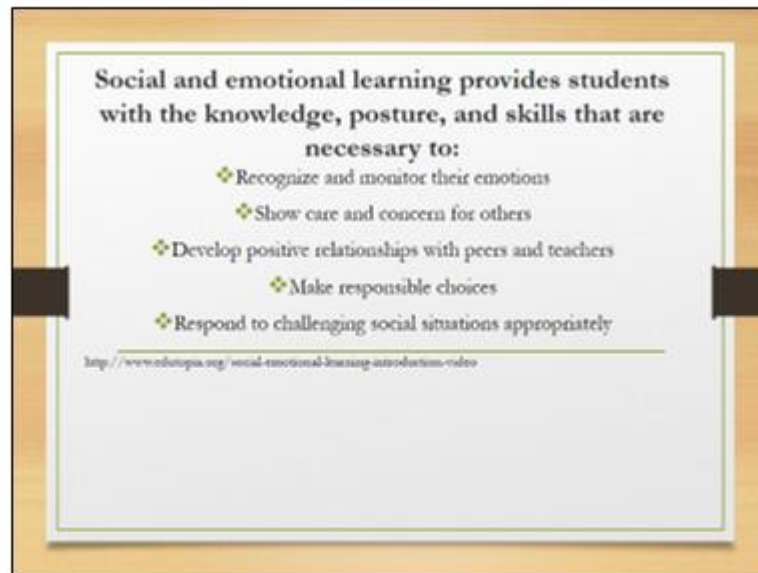 Social and emotional learning provides students
with the knowledge, posture, and skills that are
necessary to:
❖Recognize and monitor their emotions
❖Show care and concern for others
❖Develop positive relationships with peers and teachers
❖Make responsible choices
❖Respond to challenging social situations appropriately
http://www.edutopia.org/social-emotional-learning-introduction-video